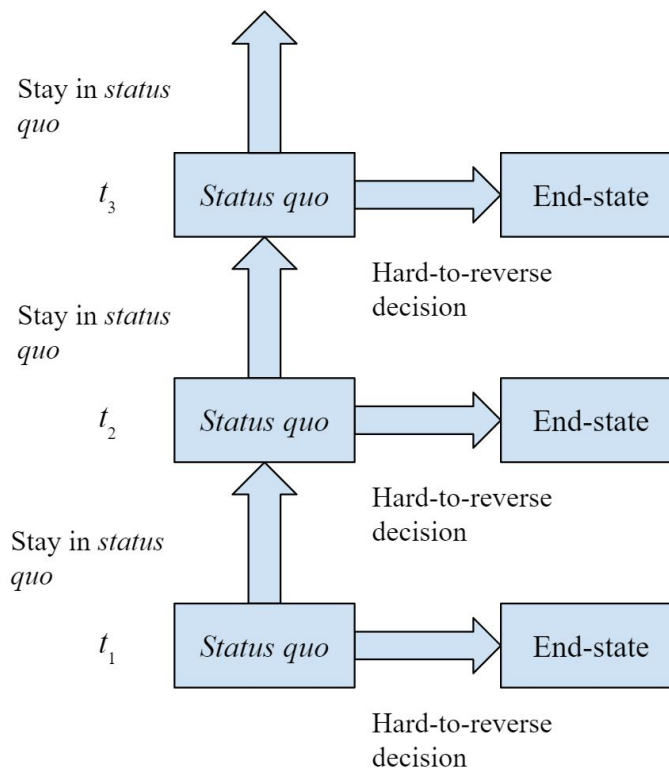 Stay in status
quo
t3 Status quo End-state
Hard-to-reverse
decision
Stay in status
quo
t2 Status quo End-state
Hard-to-reverse
decision
Stay in status
quo
t1 Status quo End-state
Hard-to-reverse
decision